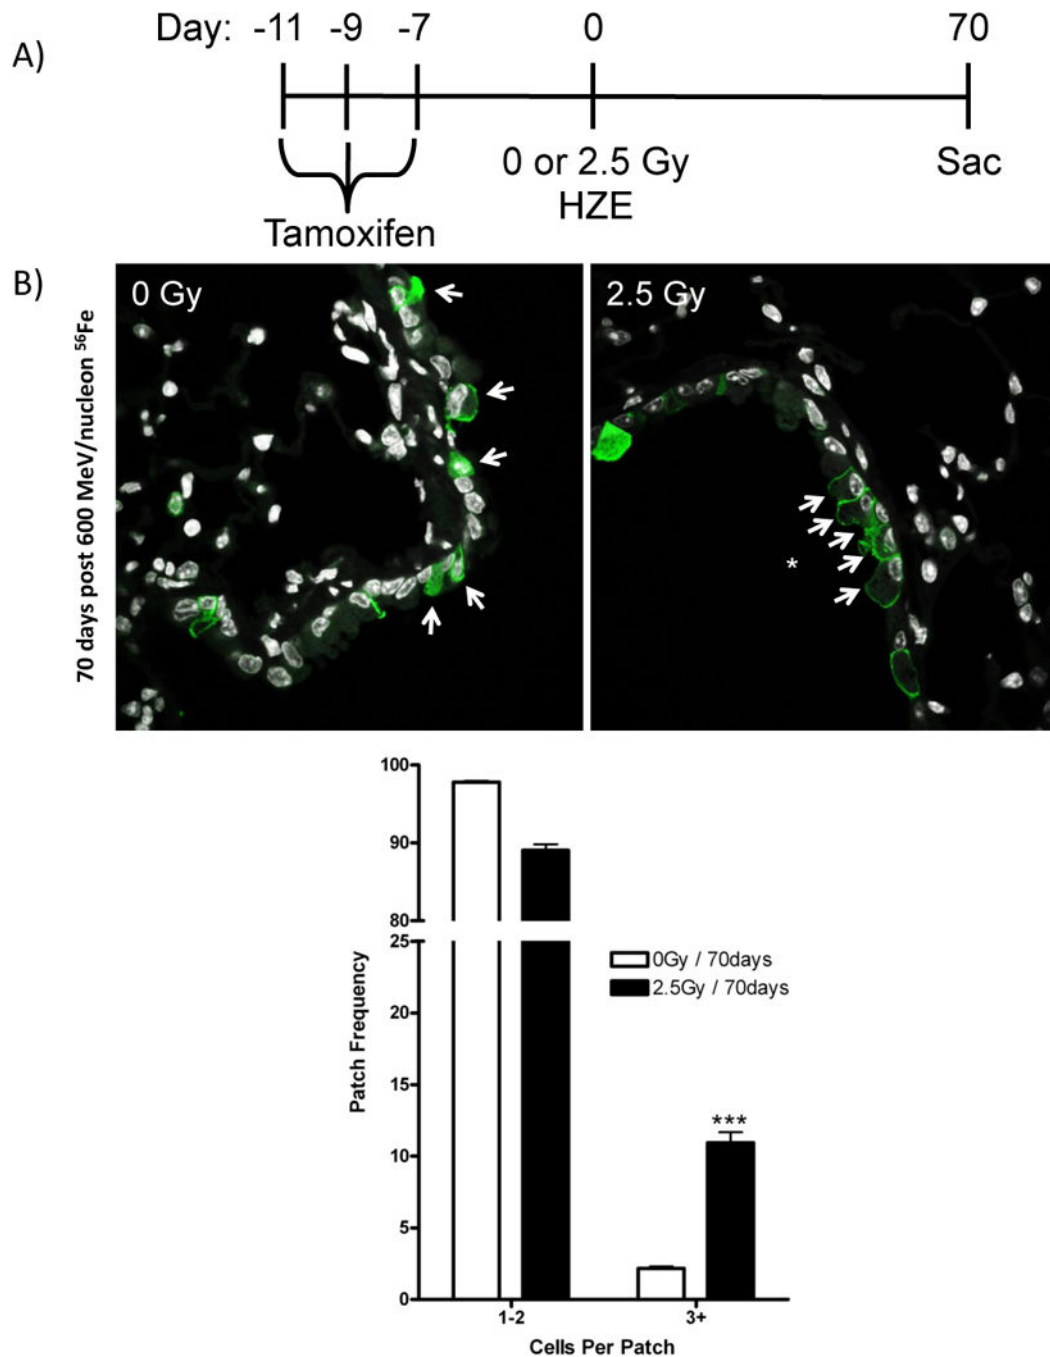 A)
Day: -11 -9 -7 0 70
0 or 2.5 Gy
HZE
Sac
Tamoxifen
B)
70 days post 600 MeV/nucleon ⁵⁶Fe
0 Gy
2.5 Gy
*
100
90
80
25
20
15
10
5
0
Patch Frequency
0Gy / 70days
2.5Gy / 70days
***
1-2
3+
Cells Per Patch